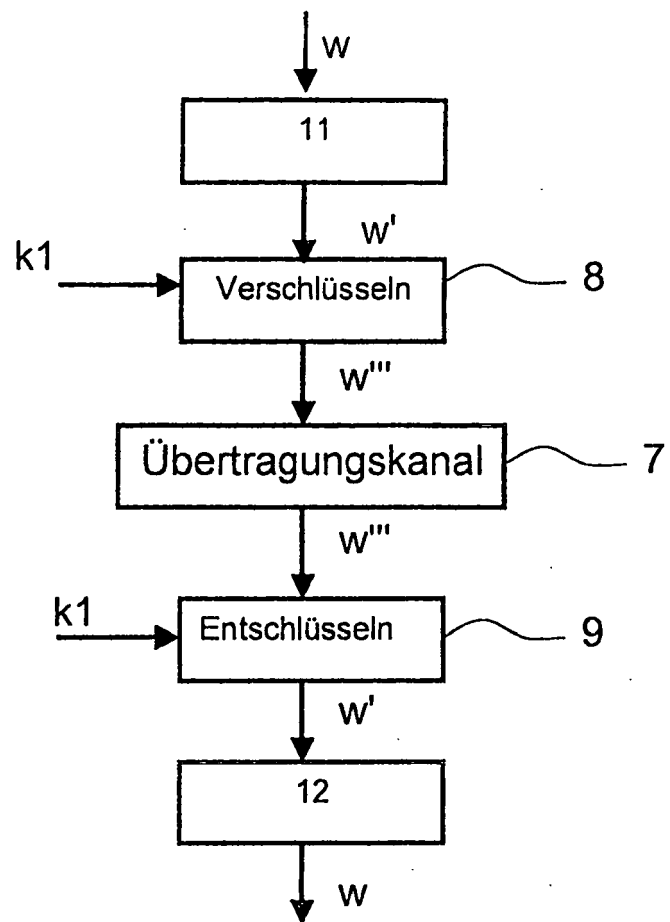 w
11
w'
k1
Verschlüsseln
8
w'''
Übertragungskanal
7
w'''
k1
Entschlüsseln
9
w'
12
w